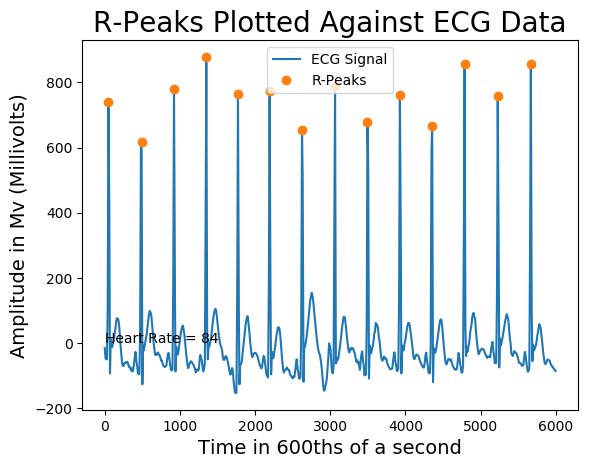 R-Peaks Plotted Against ECG Data
ECG Signal
R-Peaks
Amplitude in Mv (Millivolts)
800
600
400
200
0
−200
Heart Rate = 84
0 1000 2000 3000 4000 5000 6000
Time in 600ths of a second